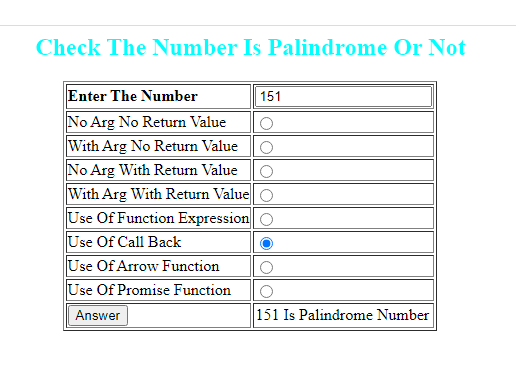 Check The Number Is Palindrome Or Not
Enter The Number 151
No Arg No Return Value
With Arg No Return Value
No Arg With Return Value
With Arg With Return Value
Use Of Function Expression
Use Of Call Back
Use Of Arrow Function
Use Of Promise Function
Answer 151 Is Palindrome Number